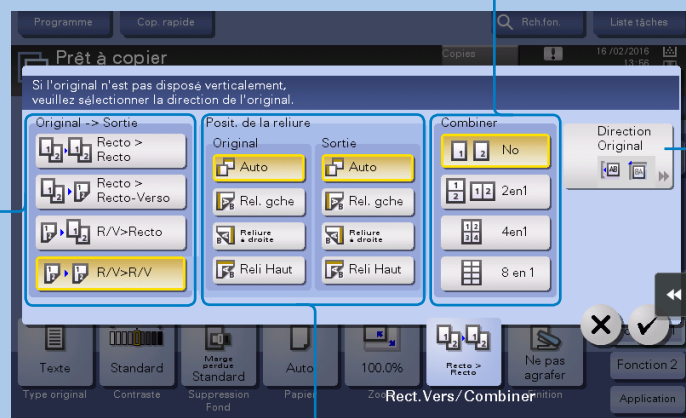 Programme
Cop. rapide
Rch.fon.
Liste tâches
Prêt à copier
Copies
16/02/2016
13:56
Si l'original n'est pas disposé verticalement,
veuillez sélectionner la direction de l'original.
Original -> Sortie
Recto >
Recto
Recto >
Recto-Verso
R/V>Recto
R/V>R/V
Posit. de la reliure
Original
Sortie
Auto
Auto
Rel. gche
Rel. gche
Reliure
à droite
Reliure
à droite
Reli Haut
Reli Haut
Combiner
No
2en1
4en1
8 en 1
Direction
Original
Texte
Standard
Marge
perdue
Standard
Auto
100.0%
Recto >
Recto
Ne pas
agrafer
Fonction 2
Type original
Contraste
Suppression
Fond
Papier
Rect.Vers/Combiner
Application